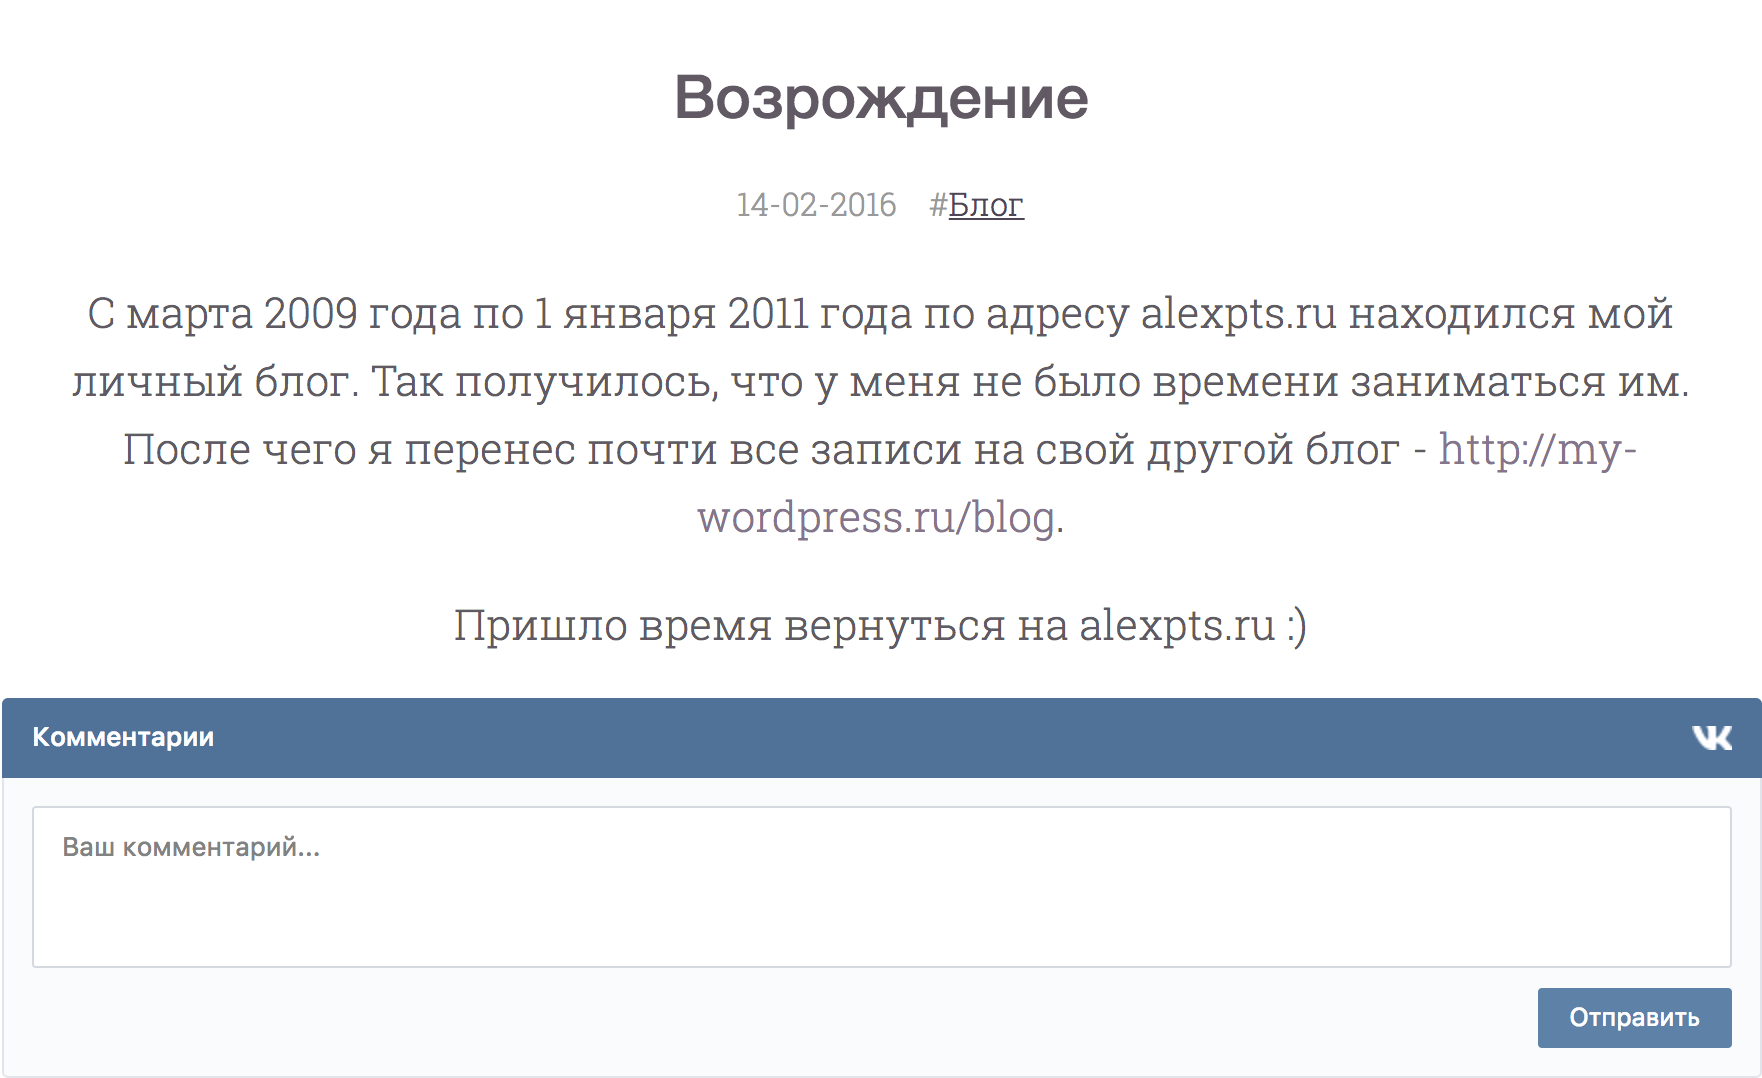 Возрождение
14-02-2016 #Блог
С марта 2009 года по 1 января 2011 года по адресу alexpts.ru находился мой
личный блог. Так получилось, что у меня не было времени заниматься им.
После чего я перенес почти все записи на свой другой блог - http://my-
wordpress.ru/blog.
Пришло время вернуться на alexpts.ru :)
Комментарии
Ваш комментарий...
Отправить